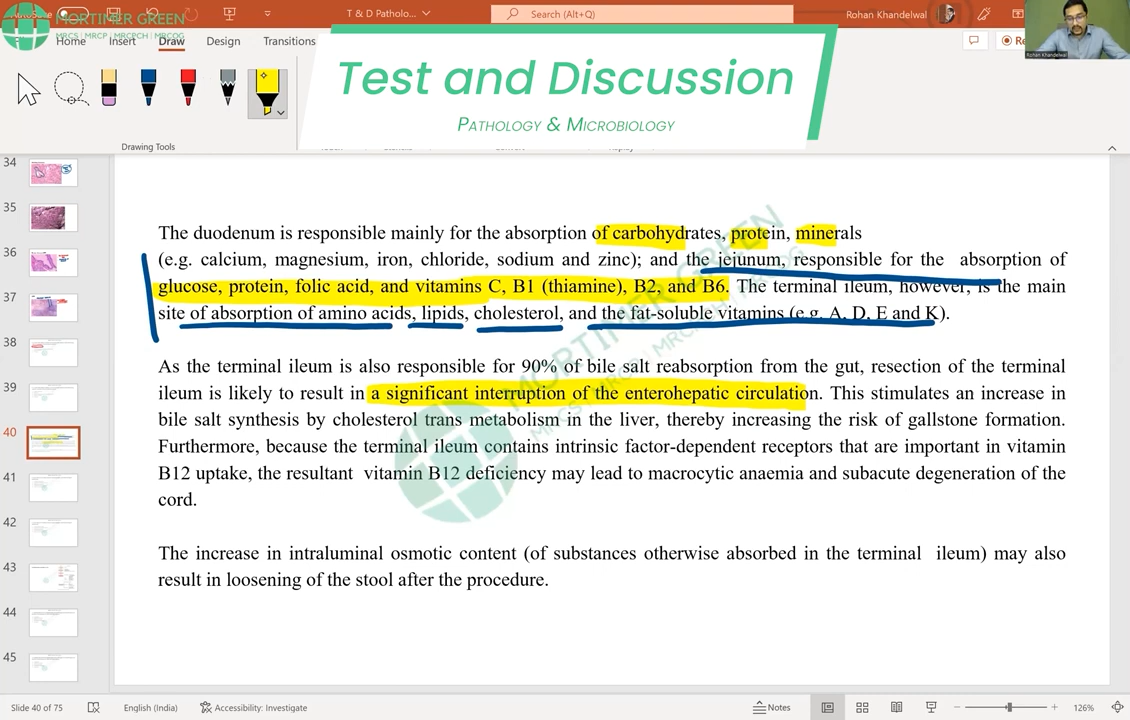 MORTIMER GREEN
MRCS | MRCP | MRCPCH | MRCOG
T & D Patholo...
Search (Alt+Q)
Rohan Khandelwal
Home Insert Draw Design Transitions
Test and Discussion
Pathology & Microbiology
Drawing Tools
34
35
36
37
38
39
40
41
42
43
44
45
The duodenum is responsible mainly for the absorption of carbohydrates, protein, minerals
(e.g. calcium, magnesium, iron, chloride, sodium and zinc); and the jejunum, responsible for the absorption of
glucose, protein, folic acid, and vitamins C, B1 (thiamine), B2, and B6. The terminal ileum, however, is the main
site of absorption of amino acids, lipids, cholesterol, and the fat-soluble vitamins (e.g. A, D, E and K).
As the terminal ileum is also responsible for 90% of bile salt reabsorption from the gut, resection of the terminal
ileum is likely to result in a significant interruption of the enterohepatic circulation. This stimulates an increase in
bile salt synthesis by cholesterol trans metabolism in the liver, thereby increasing the risk of gallstone formation.
Furthermore, because the terminal ileum contains intrinsic factor-dependent receptors that are important in vitamin
B12 uptake, the resultant vitamin B12 deficiency may lead to macrocytic anaemia and subacute degeneration of the
cord.
The increase in intraluminal osmotic content (of substances otherwise absorbed in the terminal ileum) may also
result in loosening of the stool after the procedure.
MORTIMER GREEN
Slide 40 of 75 English (India) Accessibility: Investigate Notes 126%